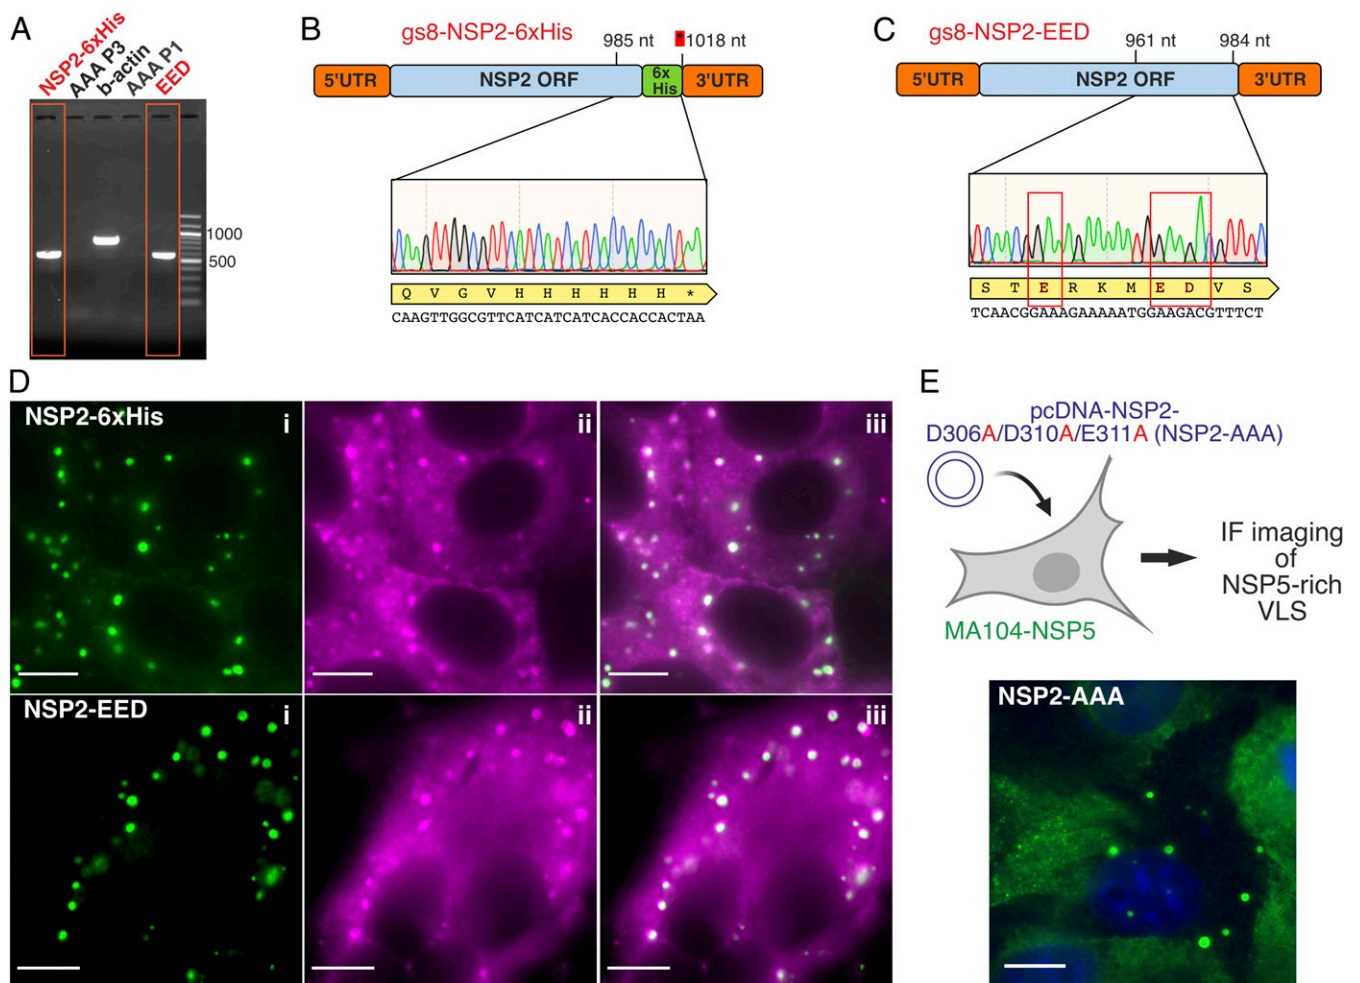 A
NSP2-6xHis
AAA P3
b-actin
AAA P1
EED
1000
500
B
gs8-NSP2-6xHis
985 nt
*
1018 nt
5'UTR
NSP2 ORF
6x
His
3'UTR
Q V G V H H H H H H *
CAAGTTGGCGTTCATCATCATCACCACCACTAA
C
gs8-NSP2-EED
961 nt
984 nt
5'UTR
NSP2 ORF
3'UTR
S T E R K M E D V S
TCAACGGAAAGAAAAATGGAAGACGTTTCT
D
NSP2-6xHis
i
ii
iii
NSP2-EED
i
ii
iii
E
pcDNA-NSP2-
D306A/D310A/E311A (NSP2-AAA)
MA104-NSP5
IF imaging
of
NSP5-rich
VLS
NSP2-AAA